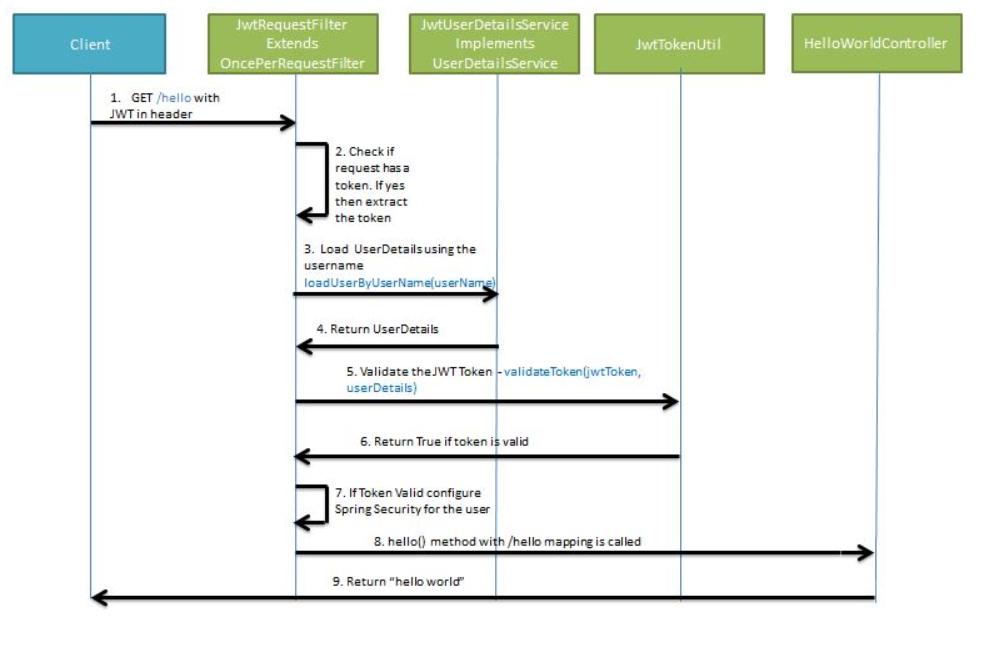 Client
JwtRequestFilter
Extends
OncePerRequestFilter
JwtUserDetailsService
Implements
UserDetailsService
JwtTokenUtil
HelloWorldController
1. GET /hello with
JWT in header
2. Check if
request has a
token. If yes
then extract
the token
3. Load UserDetails using the
username
loadUserByUserName(userName)
4. Return UserDetails
5. Validate the JWT Token - validateToken(jwtToken,
userDetails)
6. Return True if token is valid
7. If Token Valid configure
Spring Security for the user
8. hello() method with /hello mapping is called
9. Return “hello world”